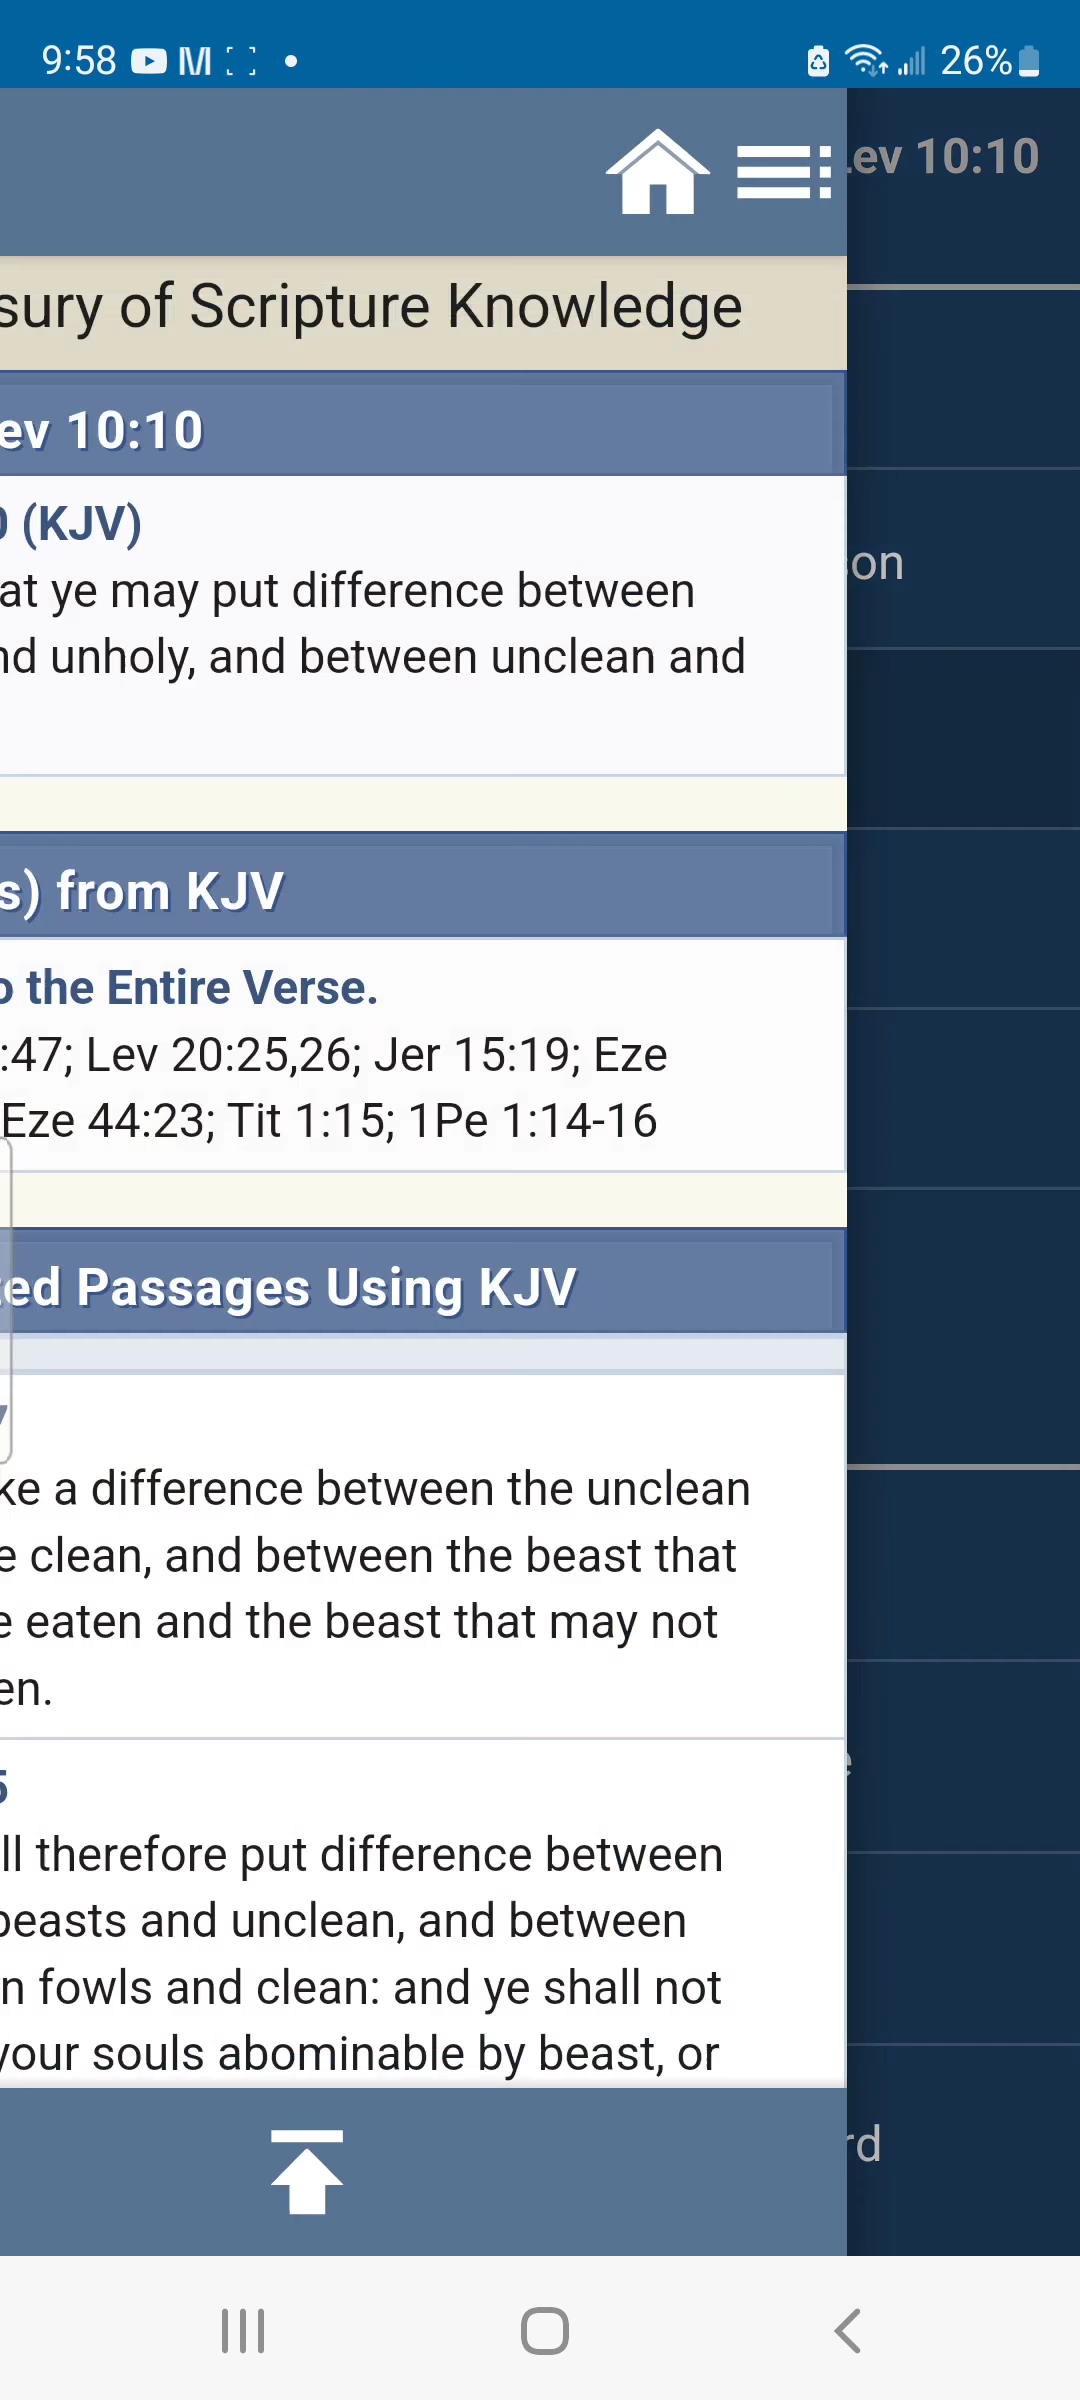 9:58
26%
ev 10:10
sury of Scripture Knowledge
ev 10:10
(KJV)
at ye may put difference between
nd unholy, and between unclean and
s) from KJV
o the Entire Verse.
on
:47; Lev 20:25,26; Jer 15:19; Eze
Eze 44:23; Tit 1:15; 1Pe 1:14-16
ed Passages Using KJV
ke a difference between the unclean
e clean, and between the beast that
e eaten and the beast that may not
en.
5
ll therefore put difference between
beasts and unclean, and between
n fowls and clean: and ye shall not
your souls abominable by beast, or
rd